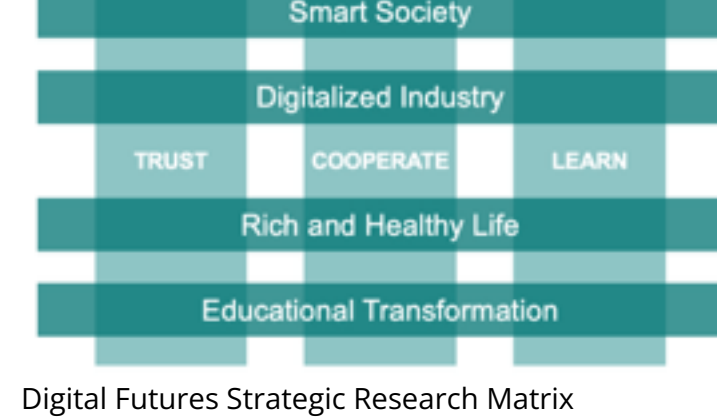 Smart Society
Digitalized Industry
TRUST COOPERATE LEARN
Rich and Healthy Life
Educational Transformation
Digital Futures Strategic Research Matrix